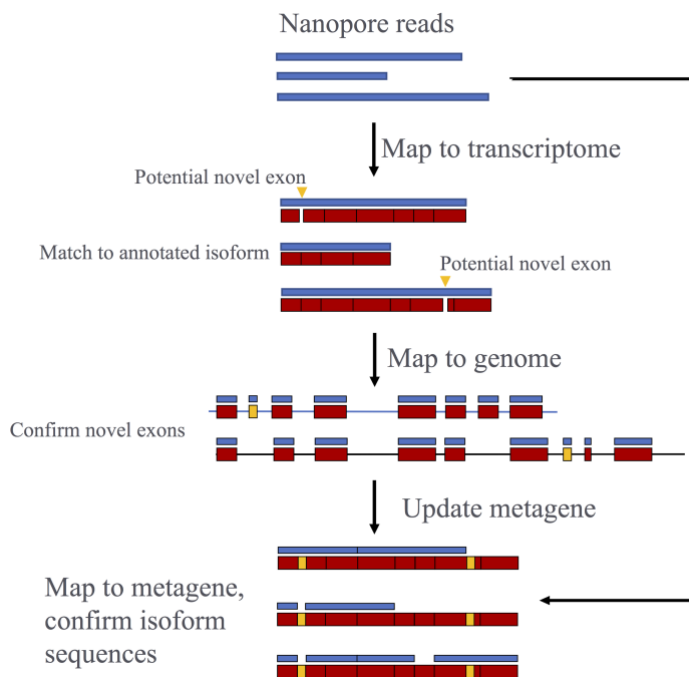 Nanopore reads
Map to transcriptome
Potential novel exon
Match to annotated isoform
Potential novel exon
Map to genome
Confirm novel exons
Update metagene
Map to metagene,
confirm isoform
sequences